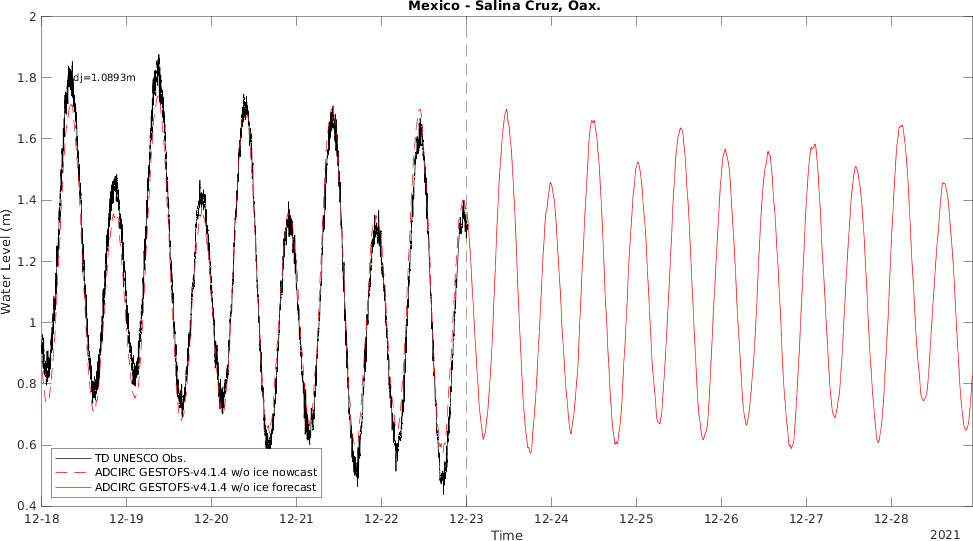 Mexico - Salina Cruz, Oax.
2
1.8
1.6
1.4
1.2
1
0.8
0.6
0.4
Water Level (m)
dj=1.0893m
TD UNESCO Obs.
ADCIRC GESTOFS-v4.1.4 w/o ice nowcast
ADCIRC GESTOFS-v4.1.4 w/o ice forecast
12-18 12-19 12-20 12-21 12-22 12-23 12-24 12-25 12-26 12-27 12-28
Time
2021